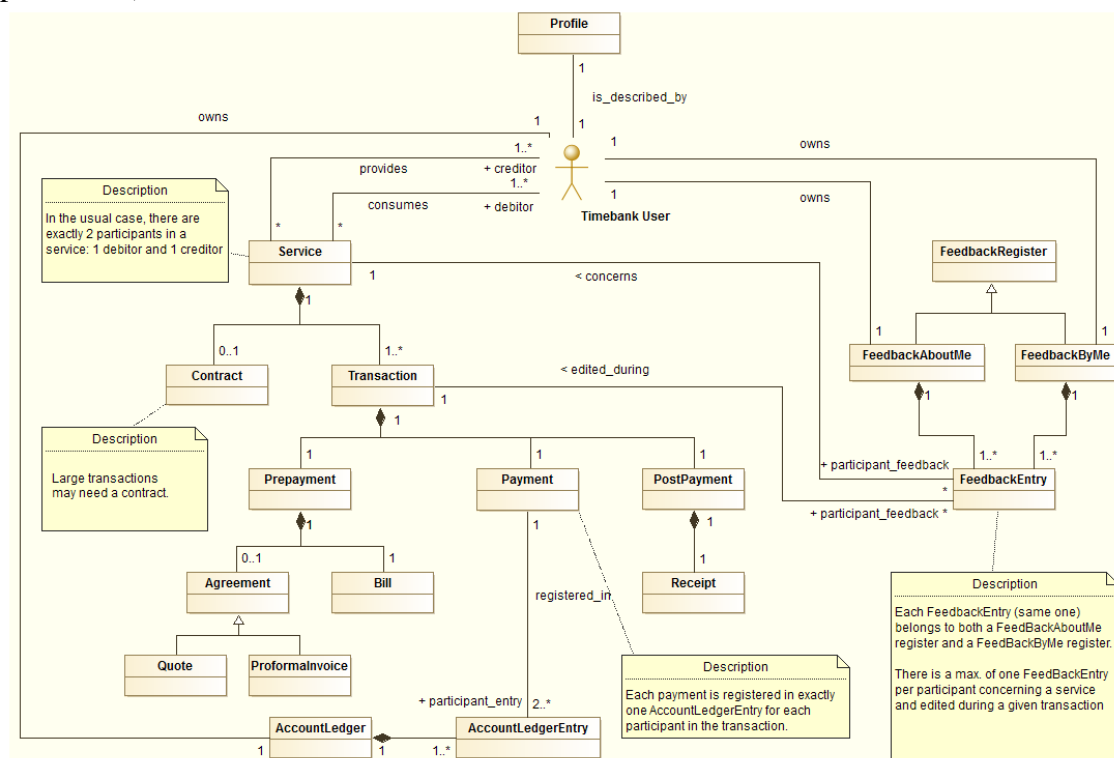 Profile
1
is_described_by
1
owns
1
1..*
provides
+ creditor
1..*
consumes
+ debitor
Timebank User
1
owns
1
owns
Description
In the usual case, there are
exactly 2 participants in a
service: 1 debitor and 1 creditor
*
*
Service
1
< concerns
FeedbackRegister
1
0..1
1..*
1
1
Contract
Transaction
< edited_during
FeedbackAboutMe
FeedbackByMe
1
1
1
1
Description
Large transactions
may need a contract.
1
1
1
1..*
1..*
Prepayment
Payment
PostPayment
+ participant_feedback
FeedbackEntry
*
+ participant_feedback *
1
1
1
0..1
1
1
Agreement
Bill
registered_in
Receipt
Description
Each FeedbackEntry (same one)
belongs to both a FeedBackAboutMe
register and a FeedBackByMe register.
There is a max. of one FeedBackEntry
per participant concerning a service
and edited during a given transaction
Quote
ProformaInvoice
Description
Each payment is registered in exactly
one AccountLedgerEntry for each
participant in the transaction.
+ participant_entry
2..*
AccountLedger
AccountLedgerEntry
1
1
1..*